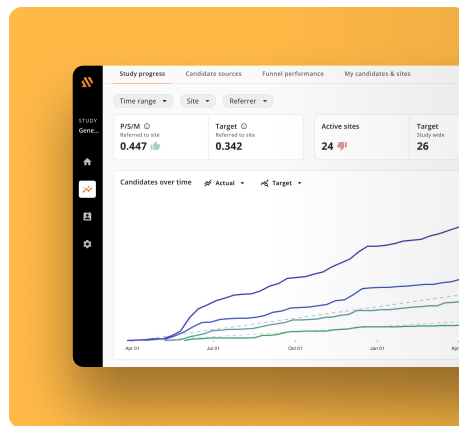 Study progress Candidate sources Funnel performance My candidates & sites
Time range Site Referrer
STUDY
Gene...
P/S/M Target Active sites Target
Referred to site Referred to site Study wide
0.447 0.342 24 26
Candidates over time Actual Target
Apr 01 Jul 01 Oct 01 Jan 01 Apr